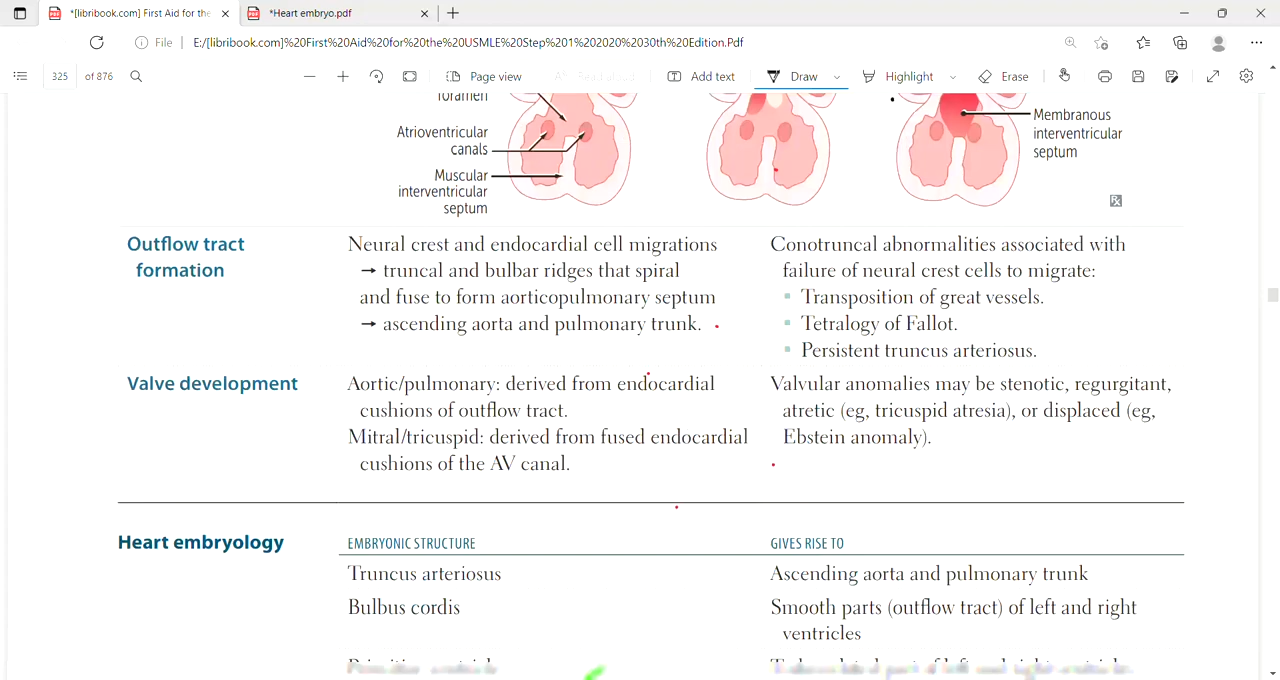 *[libribook.com] First Aid for the
*Heart embryo.pdf
File
E:/[libribook.com]%20First%20Aid%20for%20the%20USMLE%20Step%201%202020%2030th%20Edition.Pdf
325 of 876
Page view
Read aloud
Add text
Draw
Highlight
Erase
foramen
Atrioventricular
canals
Muscular
interventricular
septum
Membranous
interventricular
septum
Rx
Outflow tract
formation
Neural crest and endocardial cell migrations
→ truncal and bulbar ridges that spiral
and fuse to form aorticopulmonary septum
→ ascending aorta and pulmonary trunk.
Conotruncal abnormalities associated with
failure of neural crest cells to migrate:
▪ Transposition of great vessels.
▪ Tetralogy of Fallot.
▪ Persistent truncus arteriosus.
Valve development
Aortic/pulmonary: derived from endocardial
cushions of outflow tract.
Mitral/tricuspid: derived from fused endocardial
cushions of the AV canal.
Valvular anomalies may be stenotic, regurgitant,
atretic (eg, tricuspid atresia), or displaced (eg,
Ebstein anomaly).
Heart embryology
EMBRYONIC STRUCTURE
GIVES RISE TO
Truncus arteriosus
Ascending aorta and pulmonary trunk
Bulbus cordis
Smooth parts (outflow tract) of left and right
ventricles